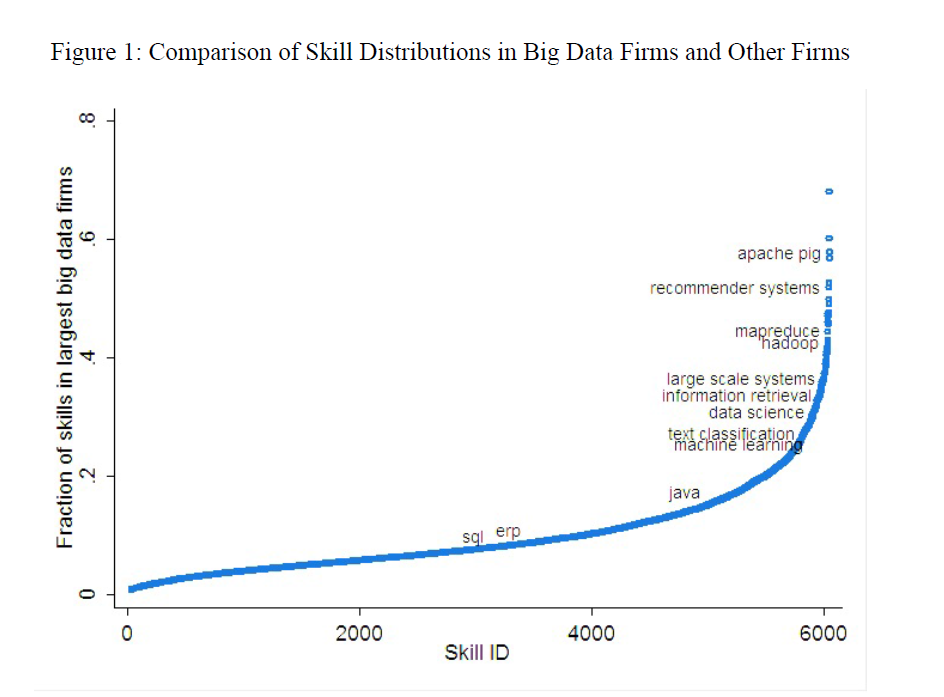 Figure 1: Comparison of Skill Distributions in Big Data Firms and Other Firms
Fraction of skills in largest big data firms
.8
.6
.4
.2
0
apache pig
recommender systems
mapreduce
hadoop
large scale systems
information retrieval
data science
text classification
machine learning
java
sql
erp
0 2000 4000 6000
Skill ID